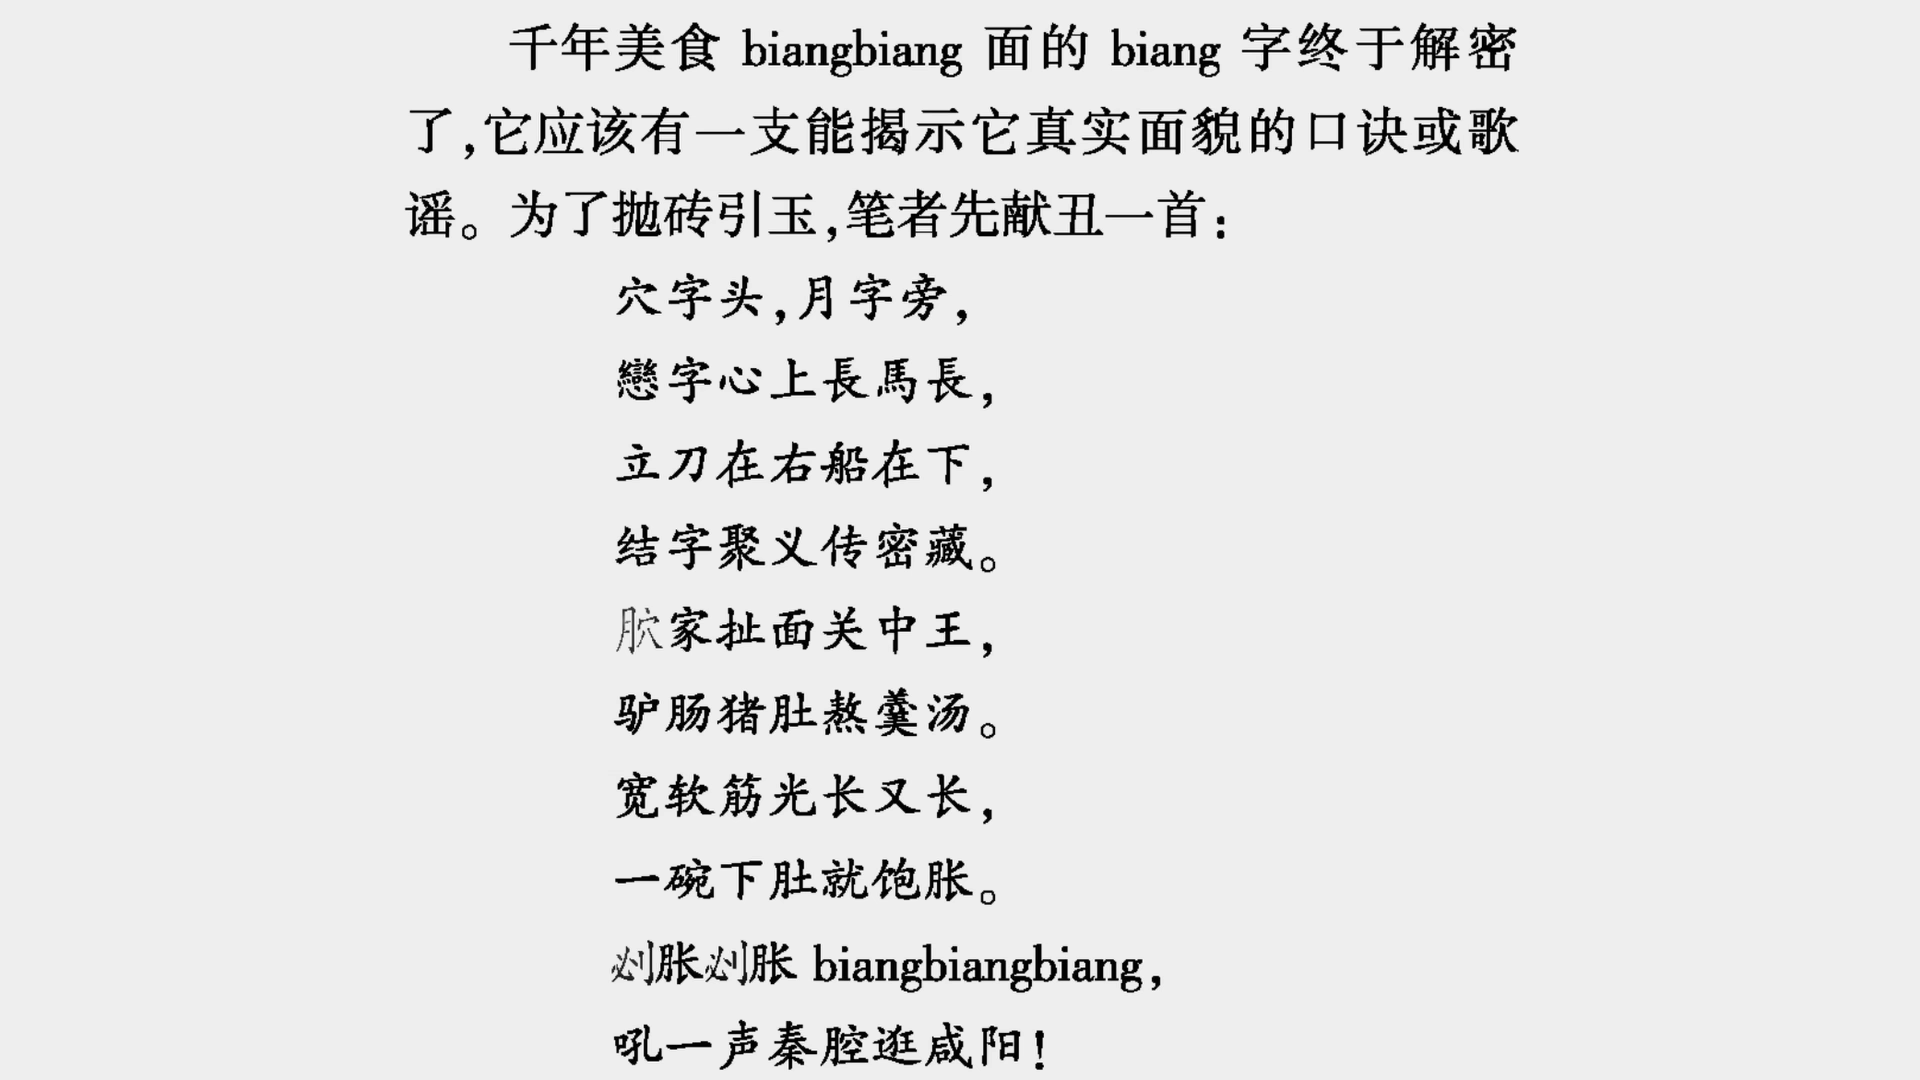 千年美食 biangbiang 面的 biang 字终于解密
了,它应该有一支能揭示它真实面貌的口诀或歌
谣。为了抛砖引玉,笔者先献丑一首:
穴字头,月字旁,
戀字心上長馬長,
立刀在右船在下,
结字聚义传密藏。
𦙝家扯面关中王,
驴肠猪肚熬羹汤。
宽软筋光长又长,
一碗下肚就饱胀。
胀胀 biangbiangbiang,
吼一声秦腔逛咸阳!